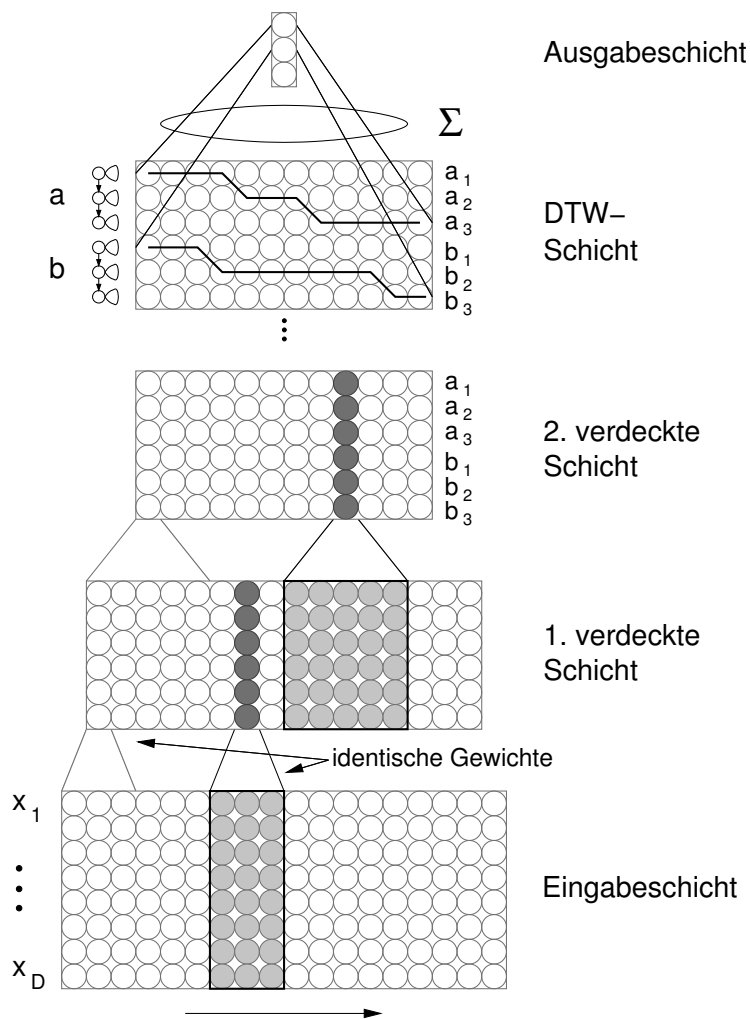 Ausgabeschicht
Σ
a
b
a 1
a 2
a 3
b 1
b 2
b 3
DTW–
Schicht
a 1
a 2
a 3
b 1
b 2
b 3
2. verdeckte
Schicht
1. verdeckte
Schicht
identische Gewichte
x 1
x D
Eingabeschicht